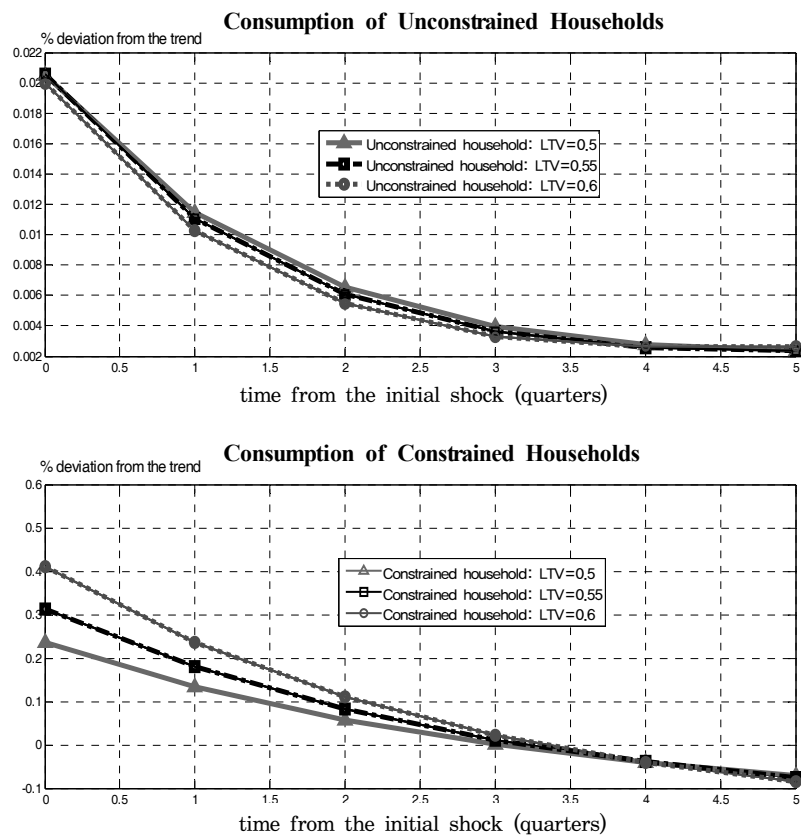 Consumption of Unconstrained Households
% deviation from the trend
0.022
0.02
0.018
0.016
0.014
0.012
0.01
0.008
0.006
0.004
0.002
Unconstrained household: LTV=0.5
Unconstrained household: LTV=0.55
Unconstrained household: LTV=0.6
0 0.5 1 1.5 2 2.5 3 3.5 4 4.5 5
time from the initial shock (quarters)
Consumption of Constrained Households
% deviation from the trend
0.6
0.5
0.4
0.3
0.2
0.1
0
-0.1
Constrained household: LTV=0.5
Constrained household: LTV=0.55
Constrained household: LTV=0.6
0 0.5 1 1.5 2 2.5 3 3.5 4 4.5 5
time from the initial shock (quarters)